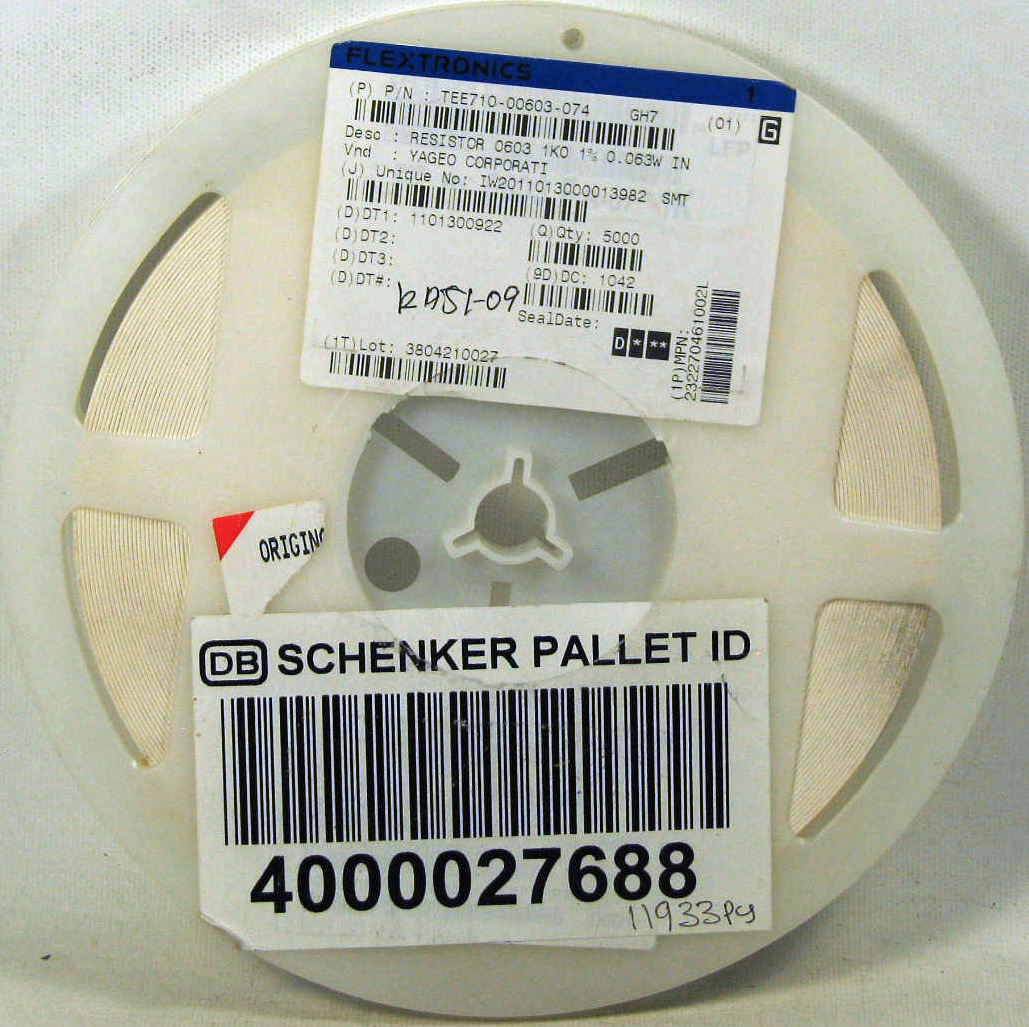 FLEXTRONICS 1
(P) P/N : TEE710-00603-074 GH7 (01) G
Desc : RESISTOR 0603 1K0 1% 0.063W IN
Vnd : YAGEO CORPORATI
(J) Unique No: IW2011013000013982 SMT
(D)DT1: 1101300922 (Q)Qty: 5000
(D)DT2:
(D)DT3: (9D)DC: 1042
(D)DT#:
SealDate: D * **
(1T)Lot: 3804210027
(1P)MPN:
232270461002L
ORIGIN
DB SCHENKER PALLET ID
4000027688
11933Pcs